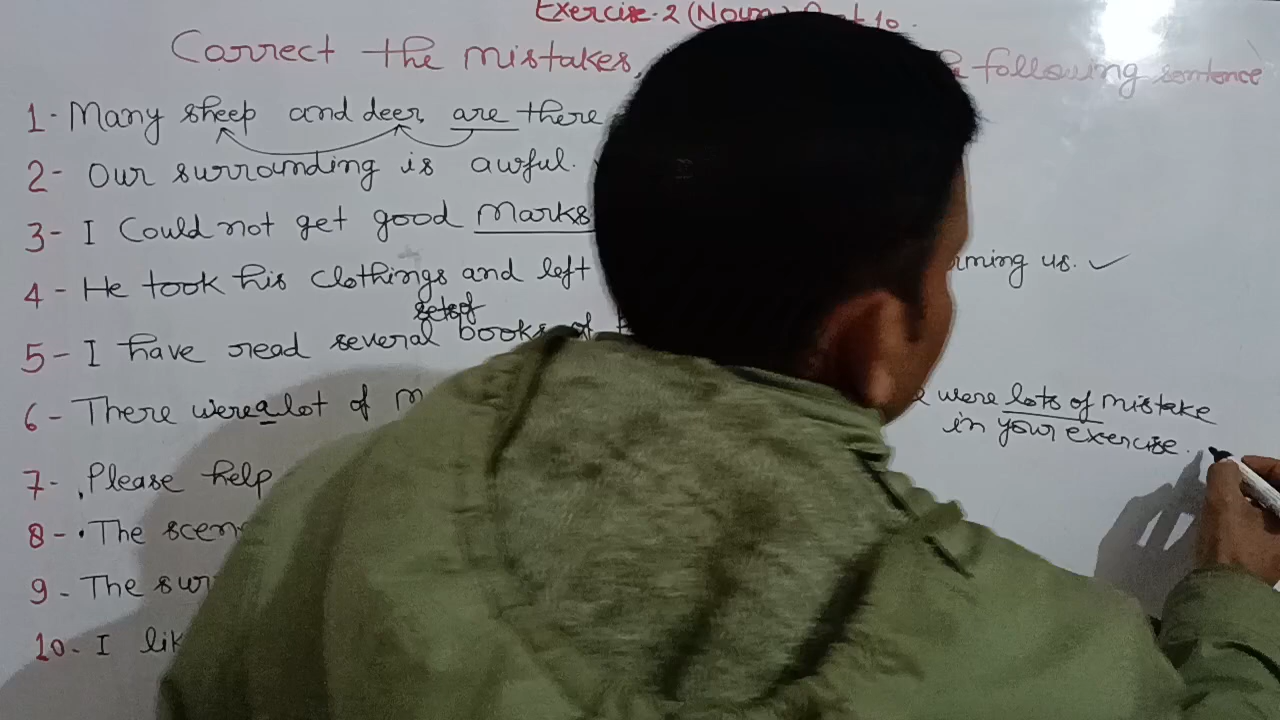 Exercise-2 (Noun) 10.
Correct the mistakes, following sentence
1- Many sheep and deer are there
2- Our surrounding is awful.
3- I Could not get good Marks
4- He took his clothings and left rming us. ✓
sets of
5- I have read several books of
6- There were a lot of m were lots of mistake
in your exercise.
7- Please help
8- The scen
9- The sur
10- I lik